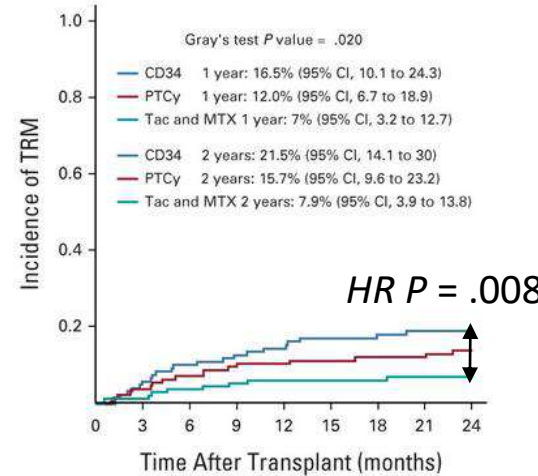 1.0
Gray's test P value = .020
CD34 1 year: 16.5% (95% CI, 10.1 to 24.3)
PTCy 1 year: 12.0% (95% CI, 6.7 to 18.9)
Tac and MTX 1 year: 7% (95% CI, 3.2 to 12.7)
CD34 2 years: 21.5% (95% CI, 14.1 to 30)
PTCy 2 years: 15.7% (95% CI, 9.6 to 23.2)
Tac and MTX 2 years: 7.9% (95% CI, 3.9 to 13.8)
0.8
0.6
0.4
0.2
Incidence of TRM
HR P = .008
0 3 6 9 12 15 18 21 24
Time After Transplant (months)